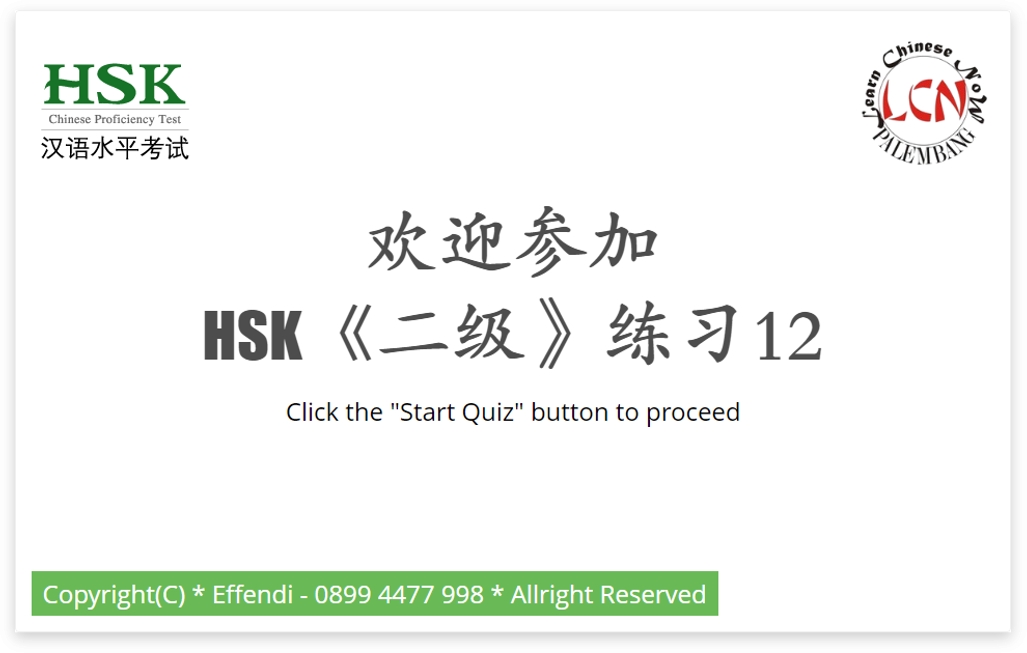 HSK
Chinese Proficiency Test
汉语水平考试
Learn Chinese NoW
LCN
PALEMBANG
欢迎参加
HSK《二级》练习12
Click the "Start Quiz" button to proceed
Copyright(C) * Effendi - 0899 4477 998 * Allright Reserved